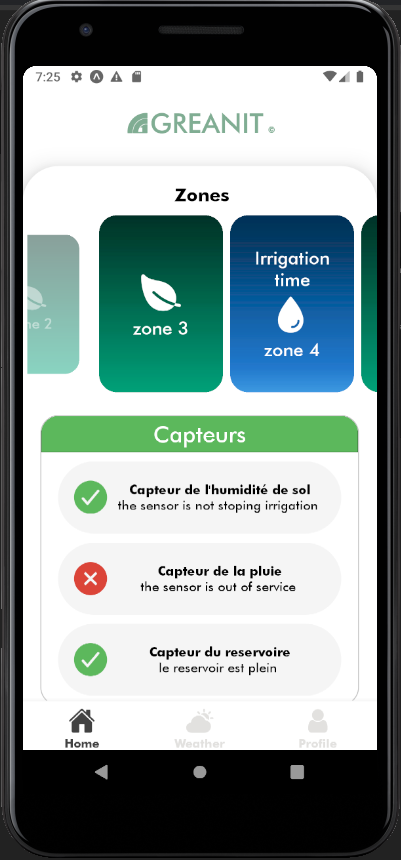 7:25
GREANIT ©
Zones
ne 2
zone 3
Irrigation
time
zone 4
Capteurs
Capteur de l'humidité de sol
the sensor is not stoping irrigation
Capteur de la pluie
the sensor is out of service
Capteur du reservoire
le reservoir est plein
Home
Weather
Profile